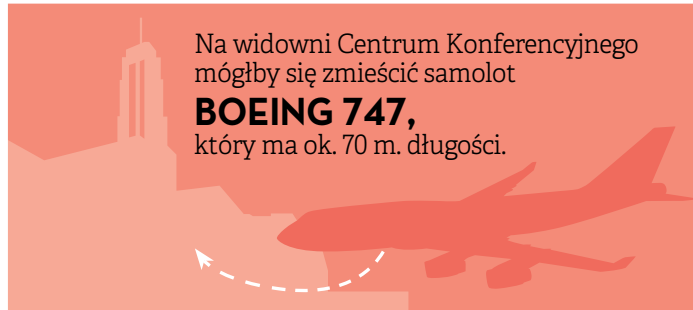 Na widowni Centrum Konferencyjnego
mógłby się zmieścić samolot
BOEING 747,
który ma ok. 70 m. długości.